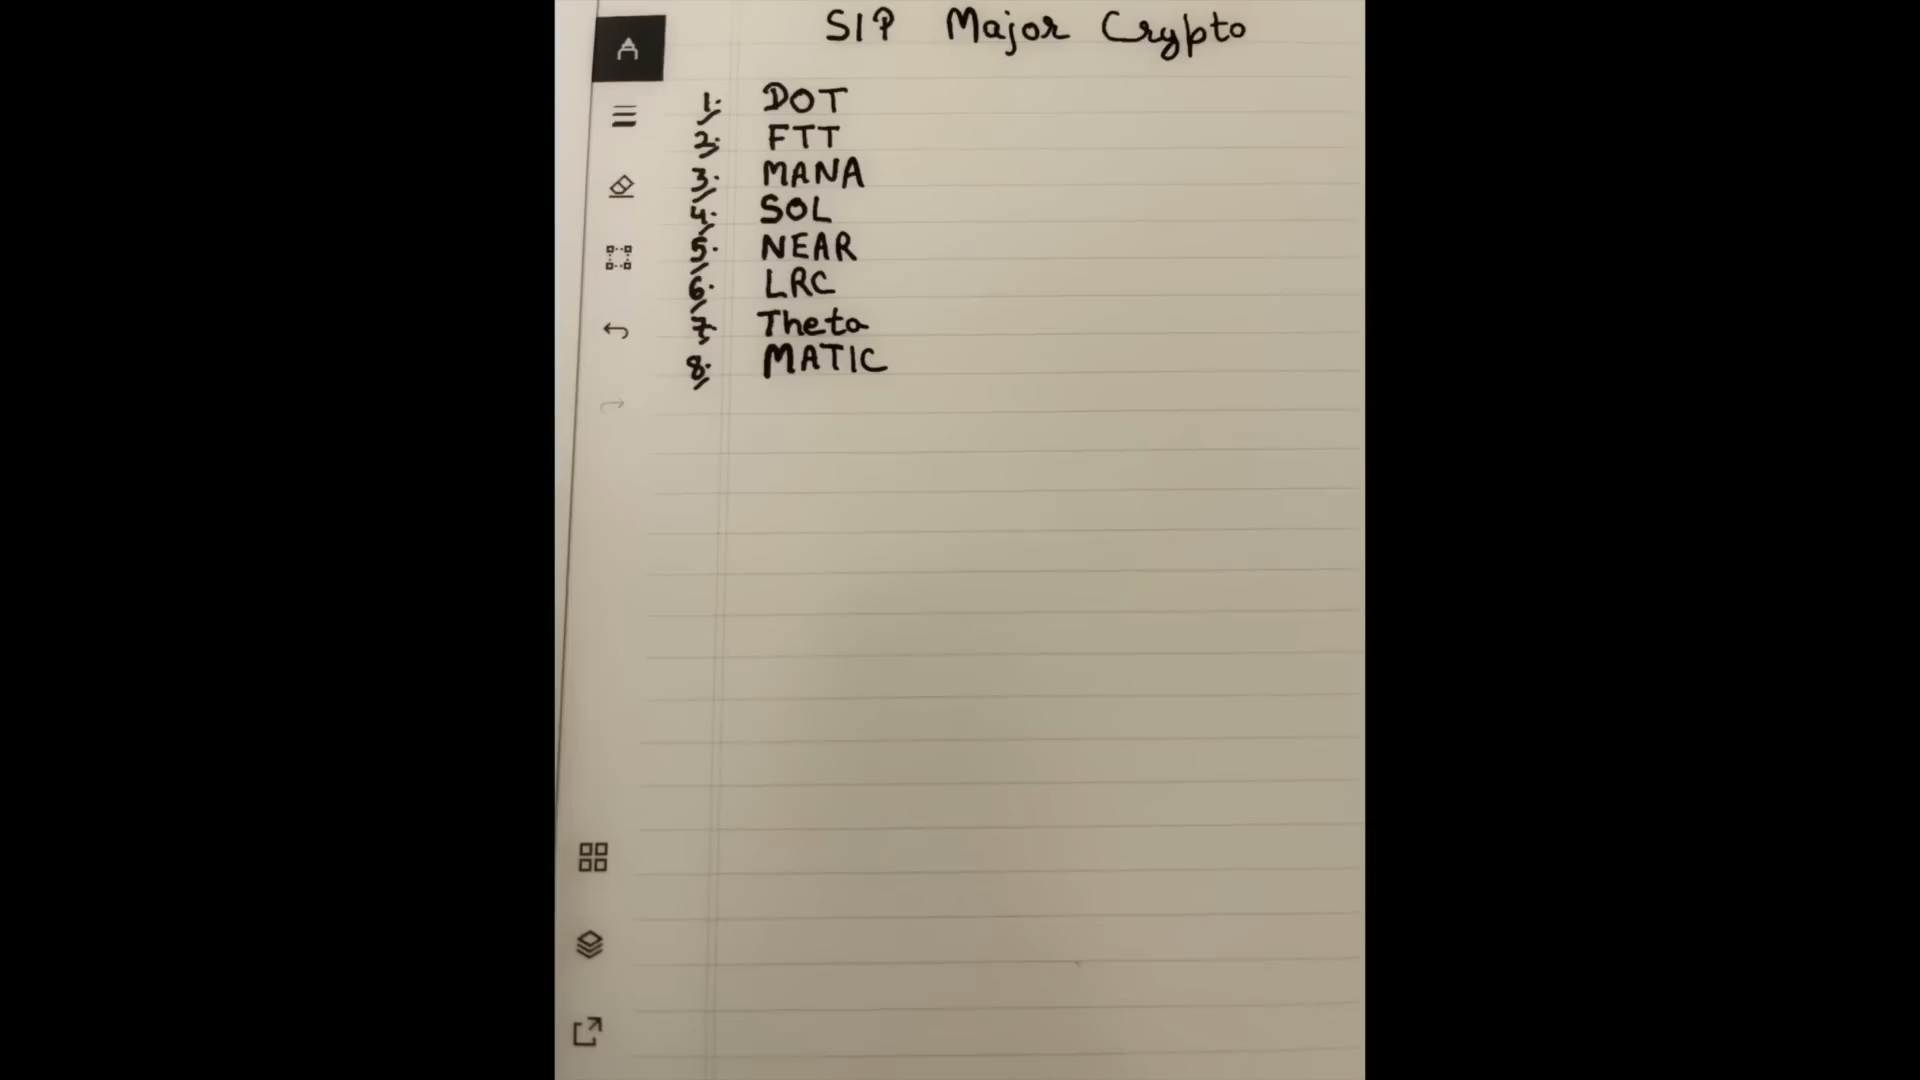 SIP Major Crypto
1. DOT
2. FTT
3. MANA
4. SOL
5. NEAR
6. LRC
7. Theta
8. MATIC